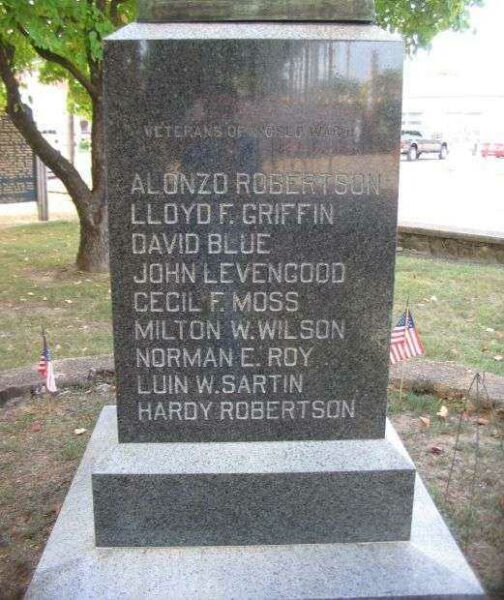 VETERANS OF WORLD WAR I
ALONZO ROBERTSON
LLOYD F. GRIFFIN
DAVID BLUE
JOHN LEVENGOOD
CECIL F. MOSS
MILTON W. WILSON
NORMAN E. ROY
LUIN W. SARTIN
HARDY ROBERTSON